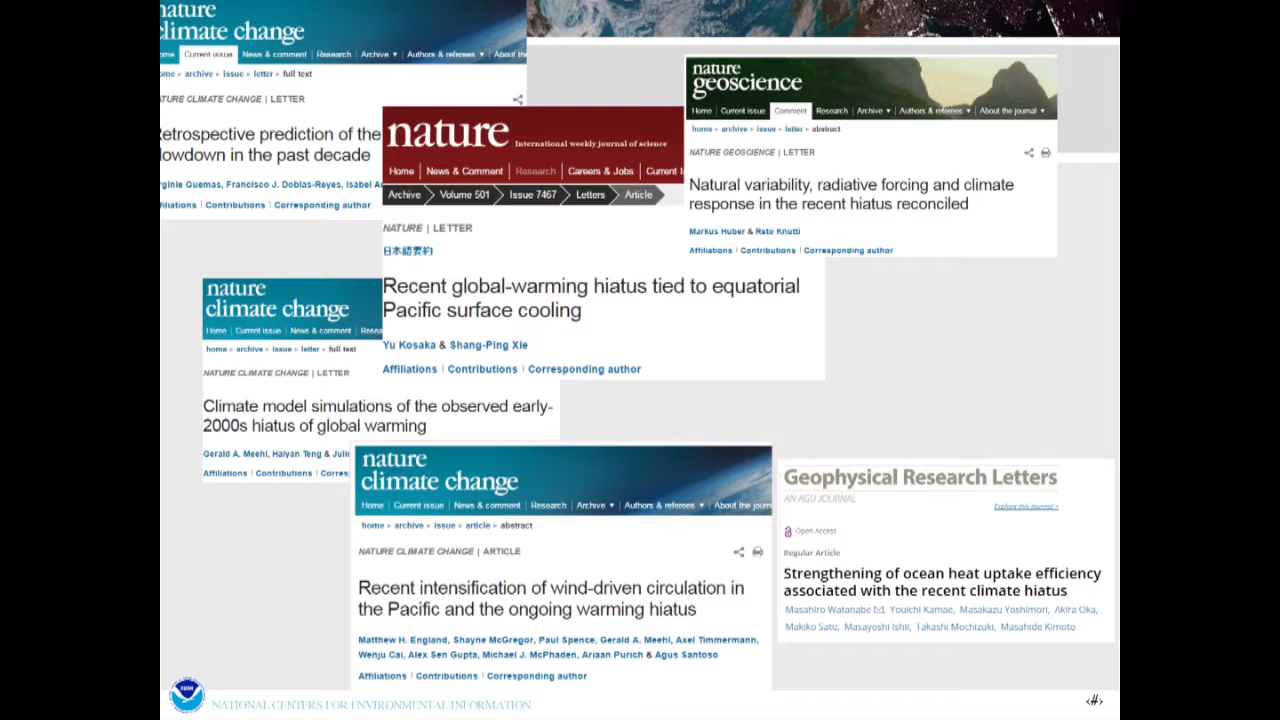 nature
climate change
Current issue News & comment Research Archive ▾ Authors & referees ▾
archive ▸ issue ▸ letter ▸ full text
CLIMATE CHANGE | LETTER
prediction of the
in the past decade
Francisco J. Doblas-Reyes, Isabel
Contributions | Corresponding author
nature
International weekly journal of science
Home News & Comment Research Careers & Jobs Current
Archive Volume 501 Issue 7467 Letters Article
NATURE | LETTER
日本語要約
Recent global-warming hiatus tied to equatorial
Pacific surface cooling
Yu Kosaka & Shang-Ping Xie
Affiliations | Contributions | Corresponding author
nature
geoscience
Home Current issue Comment Research Archive ▾ Authors & referees ▾ About the journal ▾
home ▸ archive ▸ issue ▸ letter ▸ abstract
NATURE GEOSCIENCE | LETTER
Natural variability, radiative forcing and climate
response in the recent hiatus reconciled
Markus Huber & Reto Knutti
Affiliations | Contributions | Corresponding author
nature
climate change
Home Current issue News & comment
home ▸ archive ▸ issue ▸ letter ▸ full text
NATURE CLIMATE CHANGE | LETTER
Climate model simulations of the observed early-
2000s hiatus of global warming
Gerald A. Meehl, Haiyan Teng &
Affiliations | Contributions
nature
climate change
Home Current issue News & comment Research Archive ▾ Authors & referees ▾ About the journ
home ▸ archive ▸ issue ▸ article ▸ abstract
NATURE CLIMATE CHANGE | ARTICLE
Recent intensification of wind-driven circulation in
the Pacific and the ongoing warming hiatus
Matthew H. England, Shayne McGregor, Paul Spence, Gerald A. Meehl, Axel Timmermann,
Wenju Cai, Alex Sen Gupta, Michael J. McPhaden, Ariaan Purich & Agus Santoso
Affiliations | Contributions | Corresponding author
Geophysical Research Letters
AN AGU JOURNAL
Explore this journal >
Open Access
Regular Article
Strengthening of ocean heat uptake efficiency
associated with the recent climate hiatus
Masahiro Watanabe, Youichi Kamae, Masakazu Yoshimori, Akira Oka,
Makiko Sato, Masayoshi Ishii, Takashi Mochizuki, Masahide Kimoto
NATIONAL CENTERS FOR ENVIRONMENTAL INFORMATION
‹#›